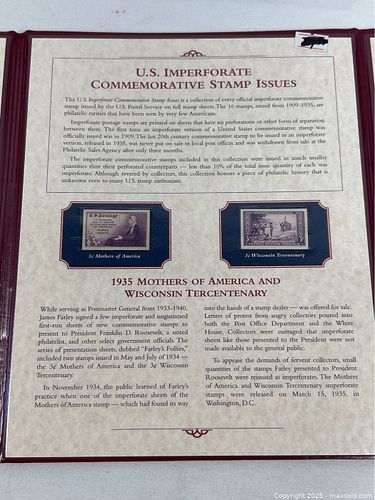 U.S. IMPERFORATE
COMMEMORATIVE STAMP ISSUES
The U.S. Imperforate Commemorative Stamp Issues is a collection of every official imperforate commemorative
stamp issued by the U.S. Postal Service on full stamp sheets. The 16 stamps, issued from 1909-1935, are
philatelic rarities that have been seen by very few Americans.
Imperforate postage stamps are printed on sheets that have no perforations or other form of separation
between them. The first time an imperforate version of a United States commemorative stamp was
officially issued was in 1909. The last 20th century commemorative stamp to be issued in an imperforate
version, released in 1935, was never put on sale in local post offices and was withdrawn from sale at the
Philatelic Sales Agency after only three months.
The imperforate commemorative stamps included in this collection were issued in much smaller
quantities than their perforated counterparts — less than 10% of the total issue quantity of each was
imperforate. Although revered by collectors, this collection honors a piece of philatelic history that is
unknown even to many U.S. stamp enthusiasts.
U S Postage
3¢ Mothers of America
3¢ Wisconsin Tercentenary
1935 MOTHERS OF AMERICA AND
WISCONSIN TERCENTENARY
While serving as Postmaster General from 1933-1940,
James Farley signed a few imperforate and ungummed
first-run sheets of new commemorative stamps to
present to President Franklin D. Roosevelt, a noted
philatelist, and other select government officials. The
series of presentation sheets, dubbed "Farley's Follies,"
included two stamps issued in May and July of 1934 —
the 3¢ Mothers of America and the 3¢ Wisconsin
Tercentenary.
In November 1934, the public learned of Farley's
practice when one of the imperforate sheets of the
Mothers of America stamp — which had found its way
into the hands of a stamp dealer — was offered for sale.
Letters of protest from angry collectors poured into
both the Post Office Department and the White
House. Collectors were outraged that imperforate
sheets like those presented to the President were not
made available to the general public.
To appease the demands of fervent collectors, small
quantities of the stamps Farley presented to President
Roosevelt were reissued as imperforates. The Mothers
of America and Wisconsin Tercentenary imperforate
stamps were released on March 15, 1935, in
Washington, D.C.
Copyright 2025 - maxsold.com